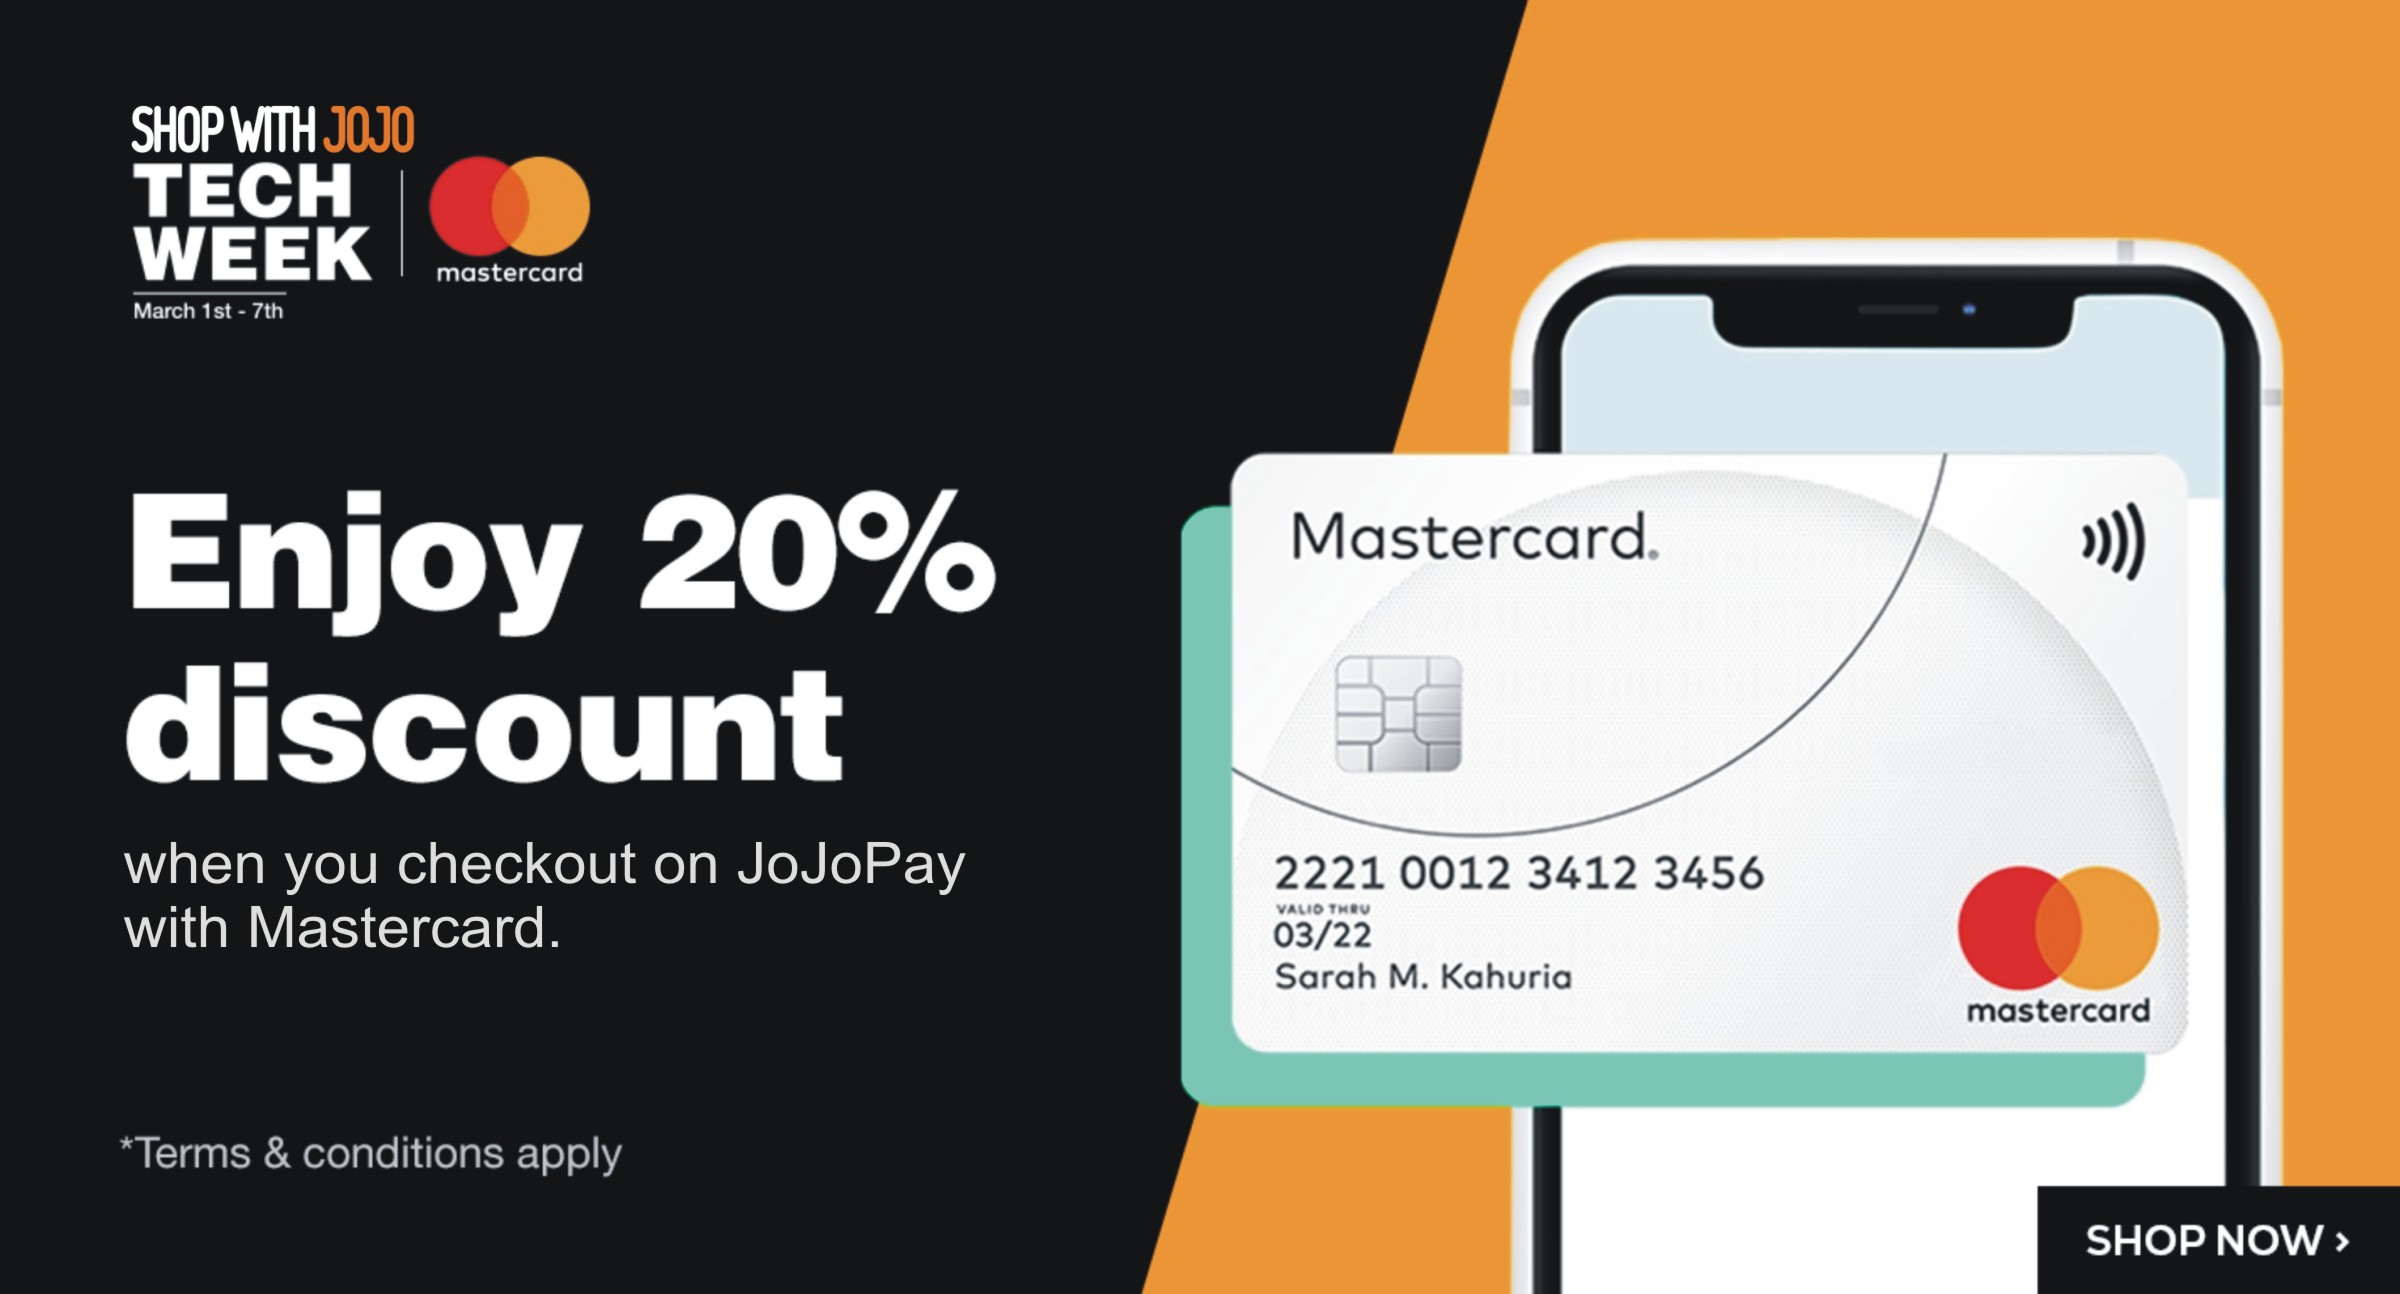 SHOP WITH JOJO
TECH
WEEK
mastercard
March 1st - 7th
Enjoy 20%
discount
when you checkout on JoJoPay
with Mastercard.
*Terms & conditions apply
Mastercard.
2221 0012 3412 3456
VALID THRU
03/22
Sarah M. Kahuria
mastercard
SHOP NOW ›